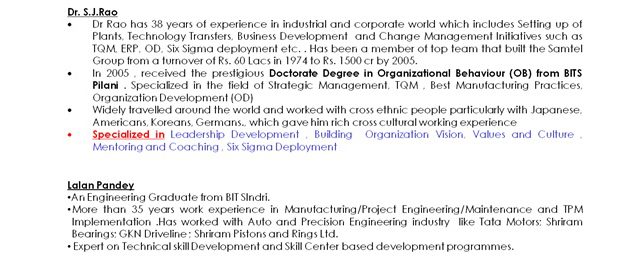 Dr. S.J.Rao
• Dr Rao has 38 years of experience in industrial and corporate world which includes Setting up of
Plants, Technology Transfers, Business Development and Change Management Initiatives such as
TQM, ERP, OD, Six Sigma deployment etc. . Has been a member of top team that built the Samtel
Group from a turnover of Rs. 60 Lacs in 1974 to Rs. 1500 cr by 2005.
• In 2005 , received the prestigious Doctorate Degree in Organizational Behaviour (OB) from BITS
Pilani . Specialized in the field of Strategic Management, TQM , Best Manufacturing Practices,
Organization Development (OD)
• Widely travelled around the world and worked with cross ethnic people particularly with Japanese,
Americans, Koreans, Germans., which gave him rich cross cultural working experience
• Specialized in Leadership Development , Building Organization Vision, Values and Culture ,
Mentoring and Coaching , Six Sigma Deployment
Lalan Pandey
•An Engineering Graduate from BIT SIndri.
•More than 35 years work experience in Manufacturing/Project Engineering/Maintenance and TPM
Implementation .Has worked with Auto and Precision Engineering industry like Tata Motors; Shriram
Bearings; GKN Driveline ; Shriram Pistons and Rings Ltd.
• Expert on Technical skill Development and Skill Center based development programmes.